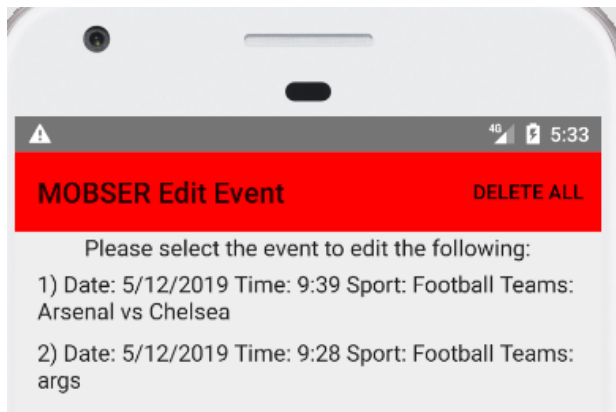 4G 5:33
MOBSER Edit Event DELETE ALL
Please select the event to edit the following:
1) Date: 5/12/2019 Time: 9:39 Sport: Football Teams:
Arsenal vs Chelsea
2) Date: 5/12/2019 Time: 9:28 Sport: Football Teams:
args